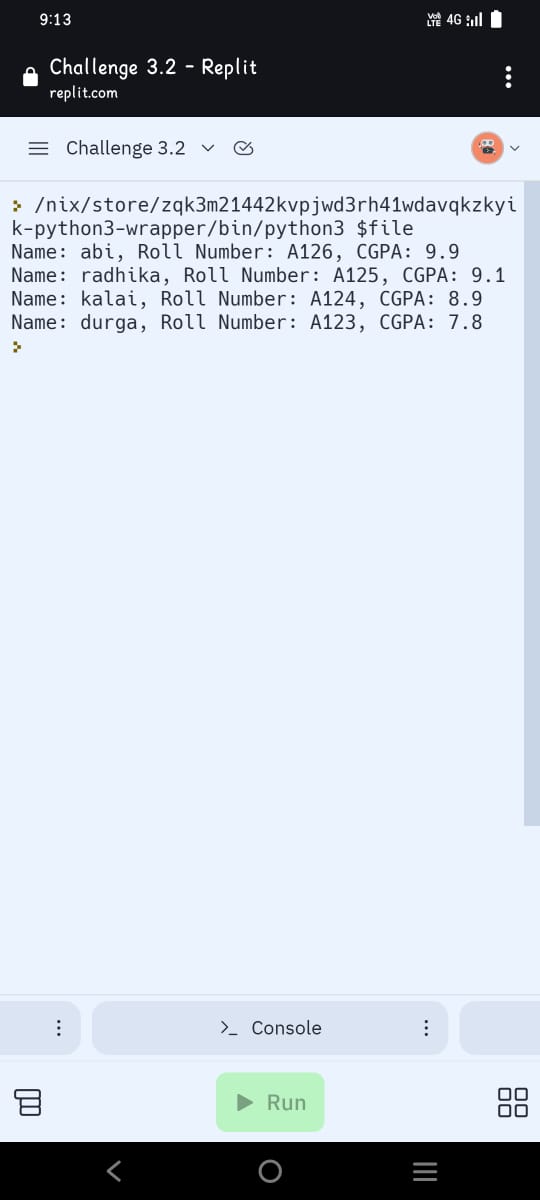 9:13
VoD LTE 4G
Challenge 3.2 - Replit
replit.com
Challenge 3.2
/nix/store/zqk3m21442kvpjwd3rh41wdavqkzkyi
k-python3-wrapper/bin/python3 $file
Name: abi, Roll Number: A126, CGPA: 9.9
Name: radhika, Roll Number: A125, CGPA: 9.1
Name: kalai, Roll Number: A124, CGPA: 8.9
Name: durga, Roll Number: A123, CGPA: 7.8
>_ Console
Run